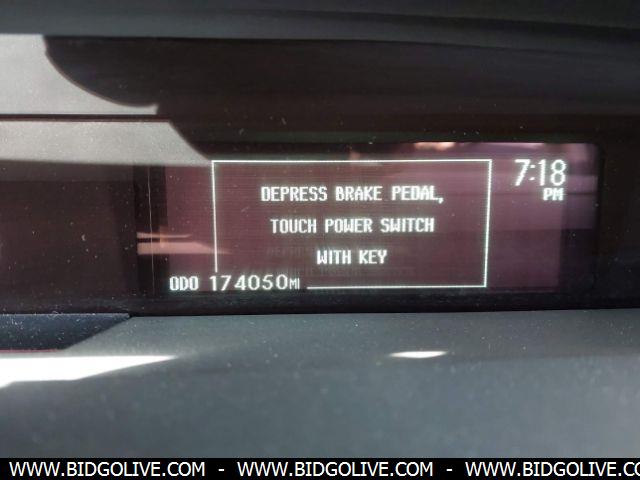 7:18
PM
DEPRESS BRAKE PEDAL,
TOUCH POWER SWITCH
WITH KEY
ODO 174050MI
WWW.BIDGOLIVE.COM - WWW.BIDGOLIVE.COM - WWW.BIDGOLIVE.CO